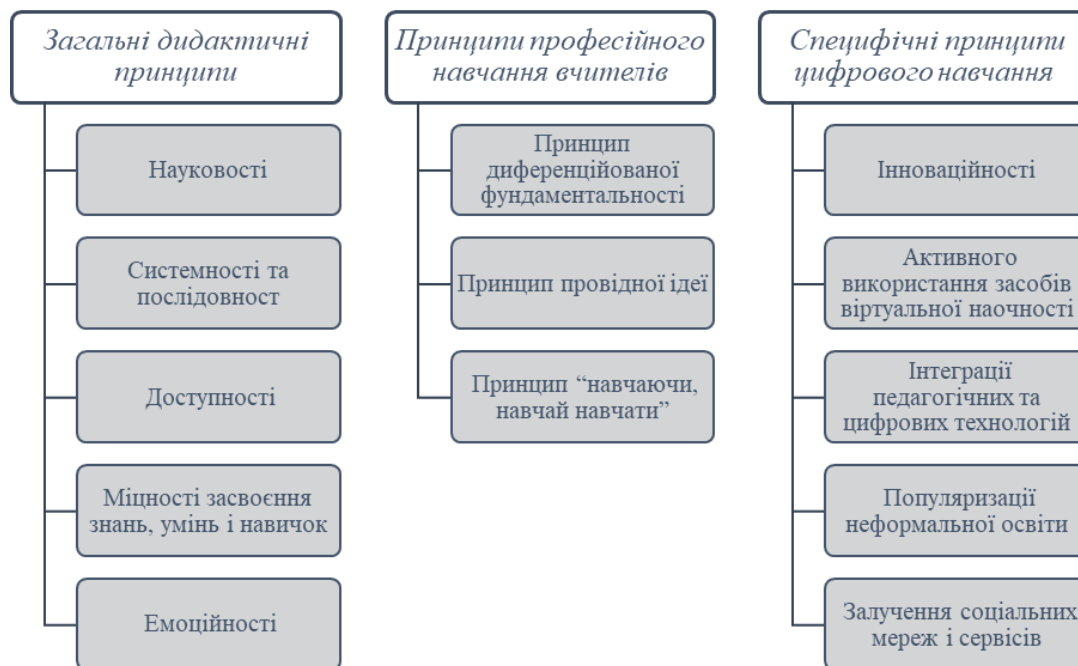 Загальні дидактичні
принципи
Науковості
Системності та
послідовност
Доступності
Міцності засвоєння
знань, умінь і навичок
Емоційності
Принципи професійного
навчання вчителів
Принцип
диференційованої
фундаментальності
Принцип провідної ідеї
Принцип “навчаючи,
навчай навчати”
Специфічні принципи
цифрового навчання
Інноваційності
Активного
використання засобів
віртуальної наочності
Інтеграції
педагогічних та
цифрових технологій
Популяризації
неформальної освіти
Залучення соціальних
мереж і сервісів